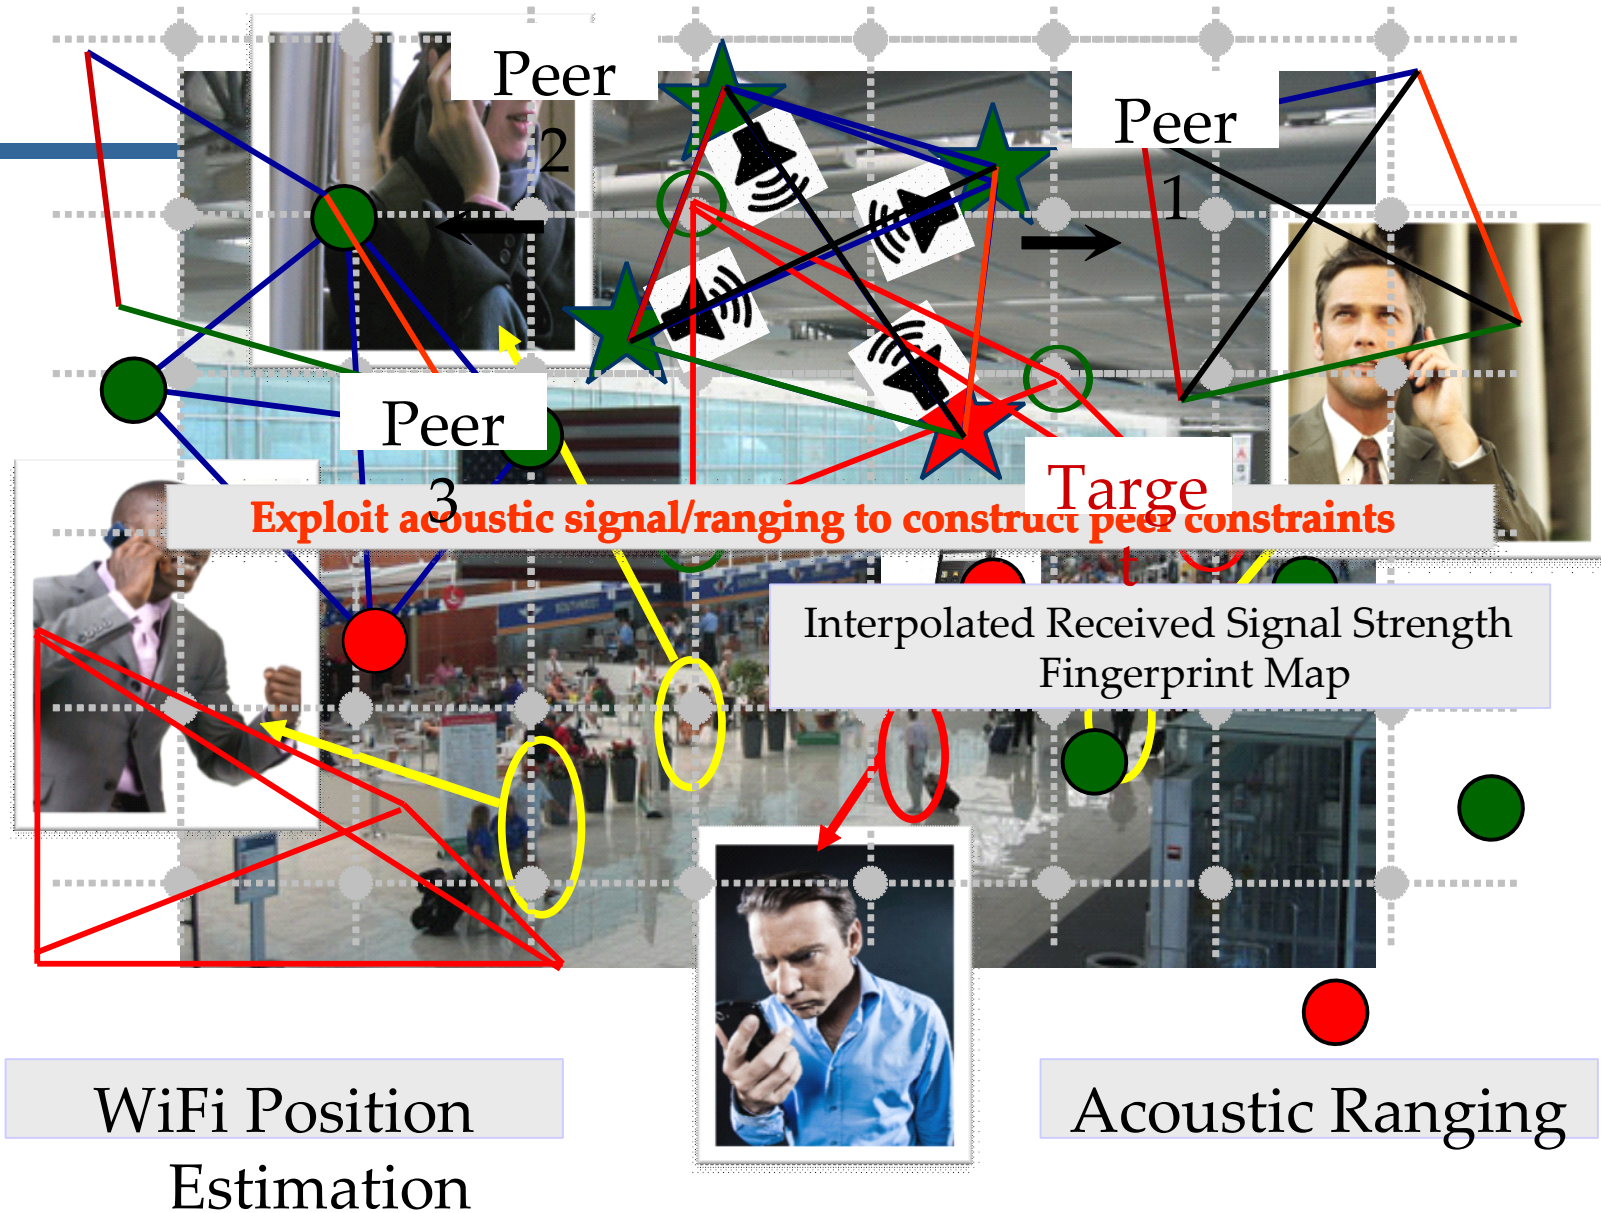 Peer
2
Peer
1
Peer
3
Targe
t
Exploit acoustic signal/ranging to construct peer constraints
Interpolated Received Signal Strength
Fingerprint Map
WiFi Position
Estimation
Acoustic Ranging